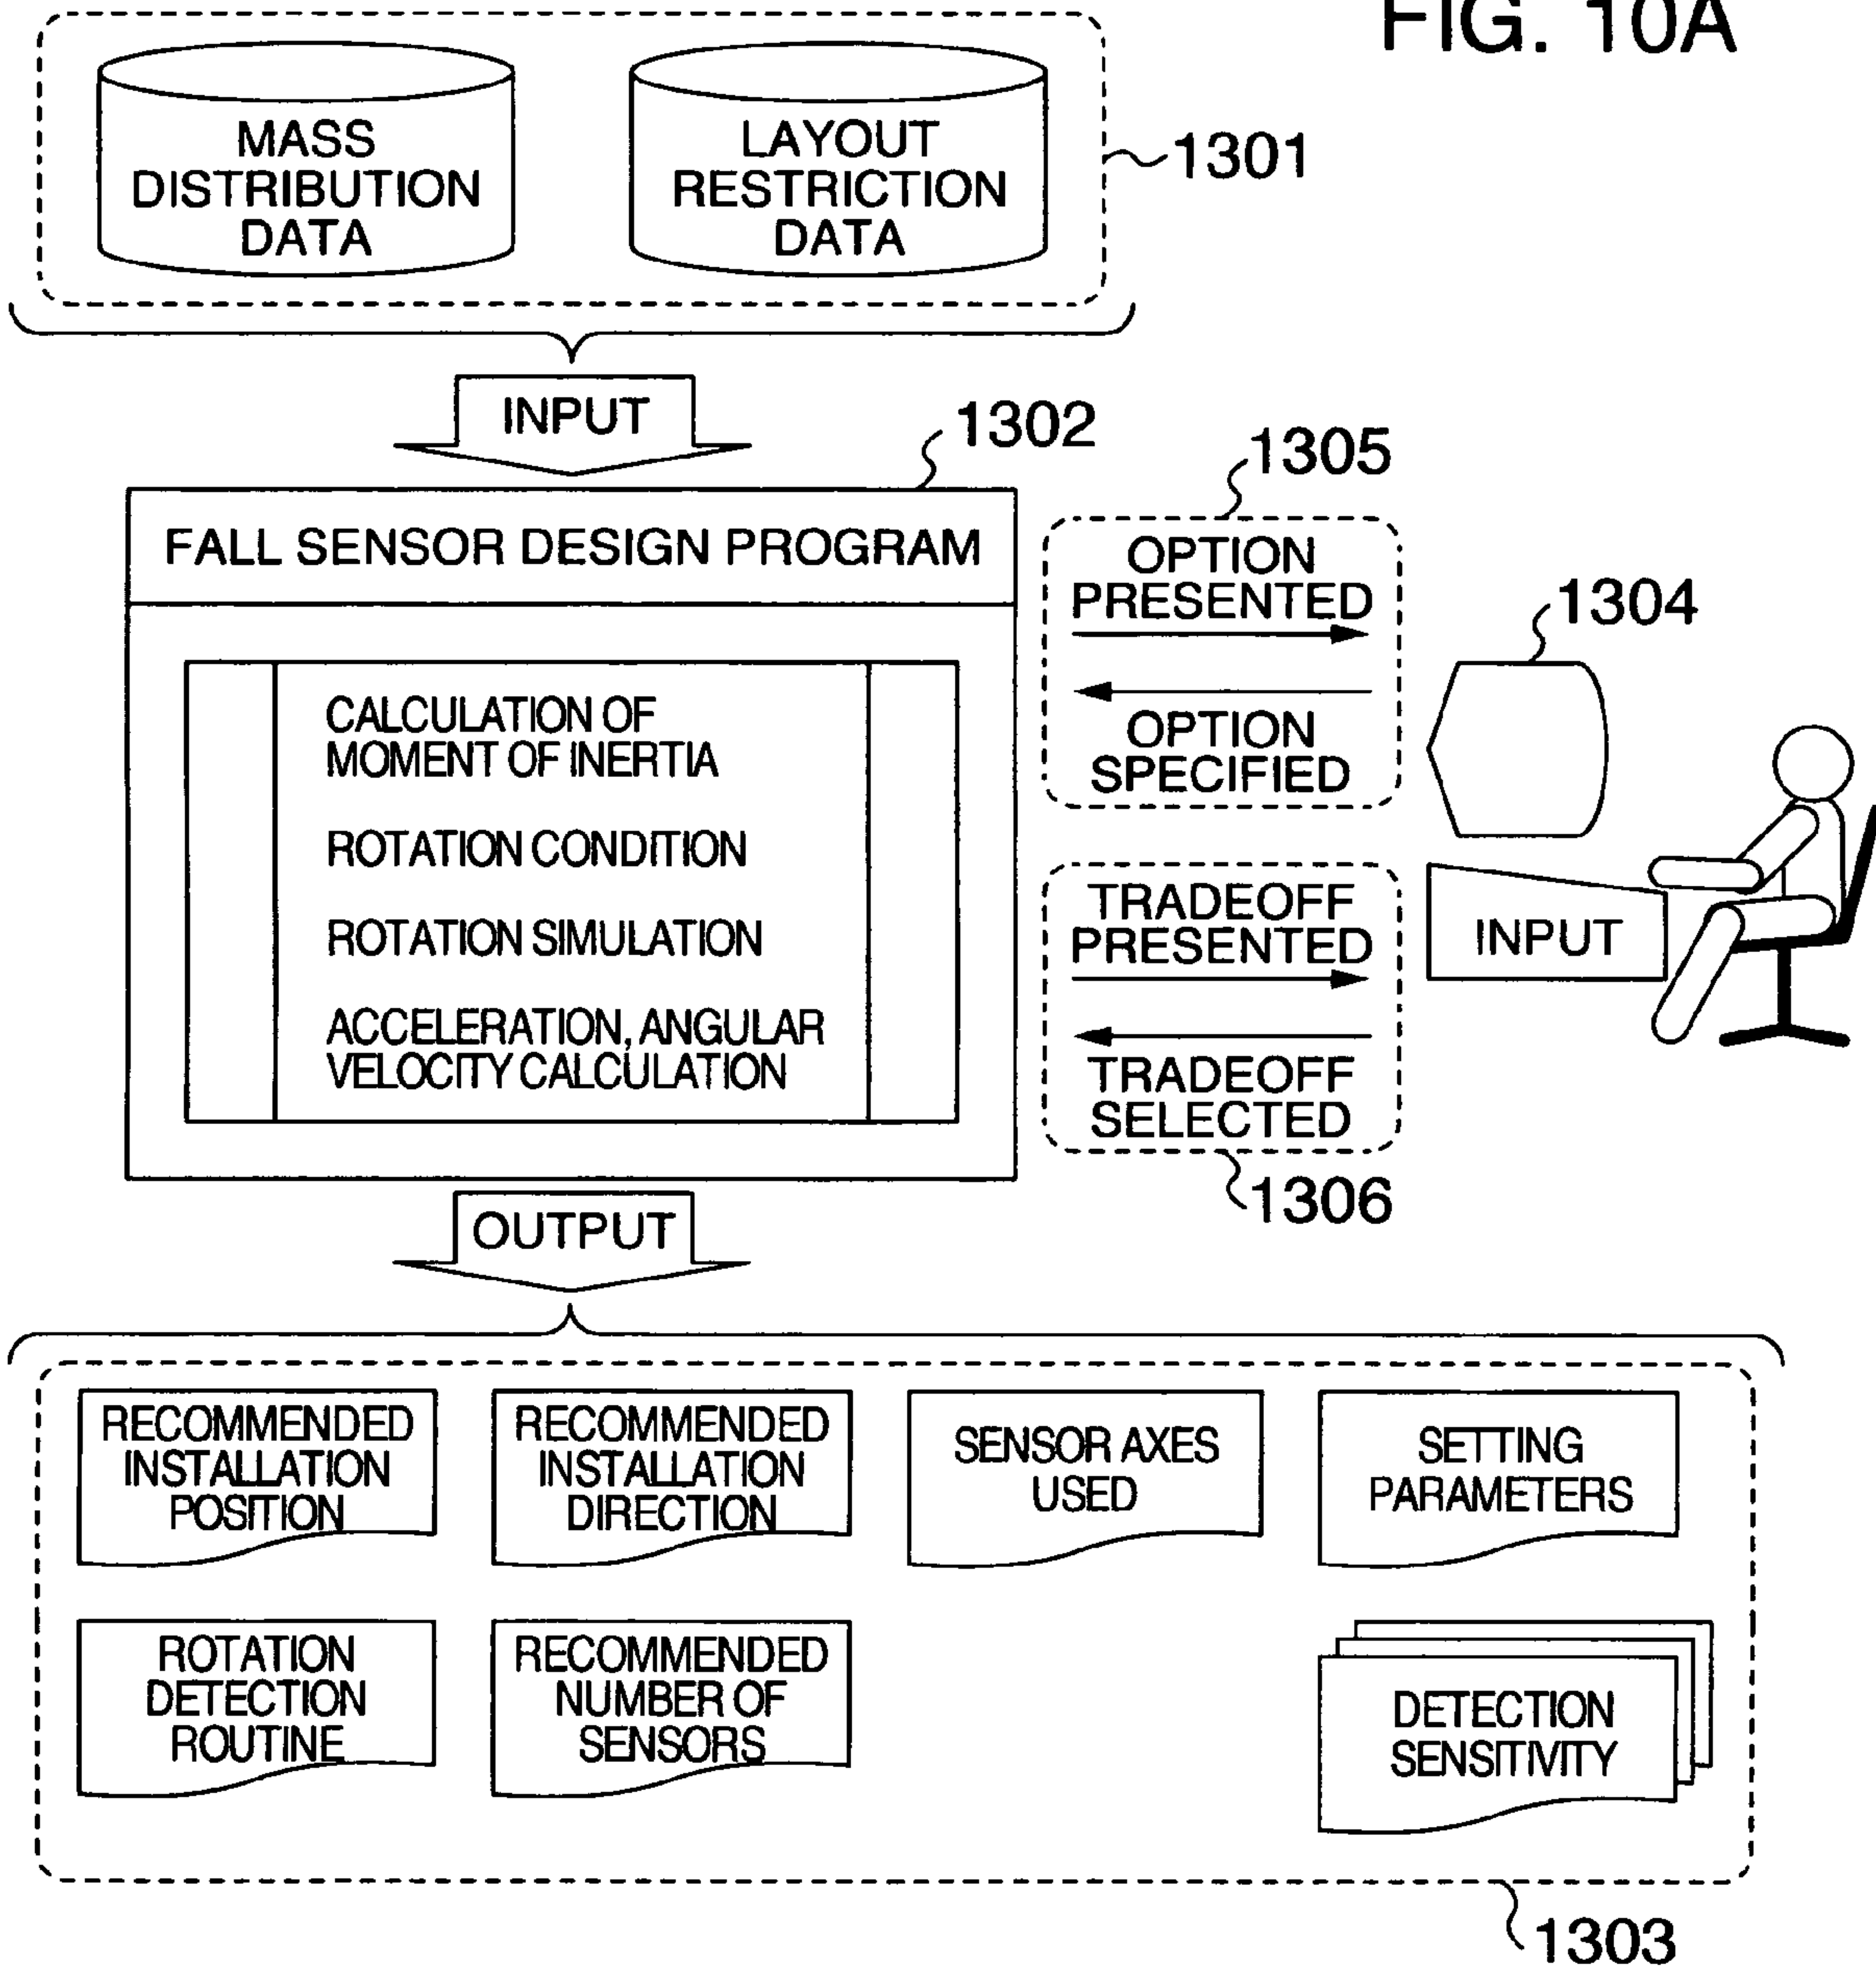 FIG. 10A
MASS
DISTRIBUTION
DATA
LAYOUT
RESTRICTION
DATA
1301
INPUT
1302
FALL SENSOR DESIGN PROGRAM
CALCULATION OF
MOMENT OF INERTIA
ROTATION CONDITION
ROTATION SIMULATION
ACCELERATION, ANGULAR
VELOCITY CALCULATION
1305
OPTION
PRESENTED
OPTION
SPECIFIED
1304
TRADEOFF
PRESENTED
TRADEOFF
SELECTED
1306
INPUT
OUTPUT
RECOMMENDED
INSTALLATION
POSITION
RECOMMENDED
INSTALLATION
DIRECTION
SENSOR AXES
USED
SETTING
PARAMETERS
ROTATION
DETECTION
ROUTINE
RECOMMENDED
NUMBER OF
SENSORS
DETECTION
SENSITIVITY
1303